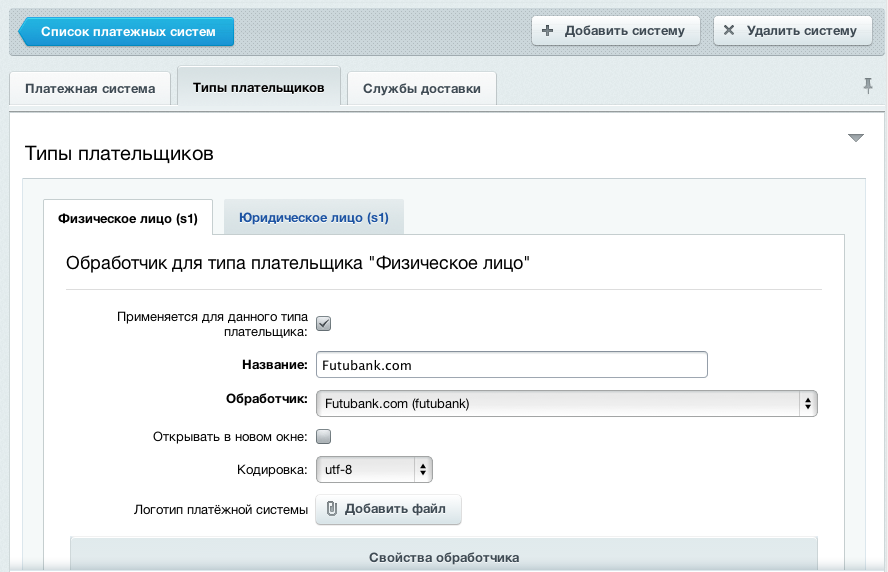 Список платежных систем
Добавить систему
Удалить систему
Платежная система
Типы плательщиков
Службы доставки
Типы плательщиков
Физическое лицо (s1)
Юридическое лицо (s1)
Обработчик для типа плательщика "Физическое лицо"
Применяется для данного типа
плательщика:
Название:
Futubank.com
Обработчик:
Futubank.com (futubank)
Открывать в новом окне:
Кодировка:
utf-8
Логотип платёжной системы
Добавить файл
Свойства обработчика